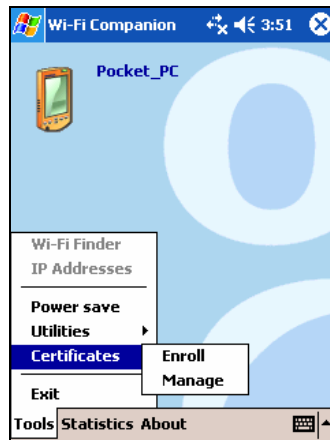 Wi-Fi Companion 3:51
Pocket_PC
Wi-Fi Finder
IP Addresses
Power save
Utilities
Certificates
Enroll
Manage
Exit
Tools Statistics About